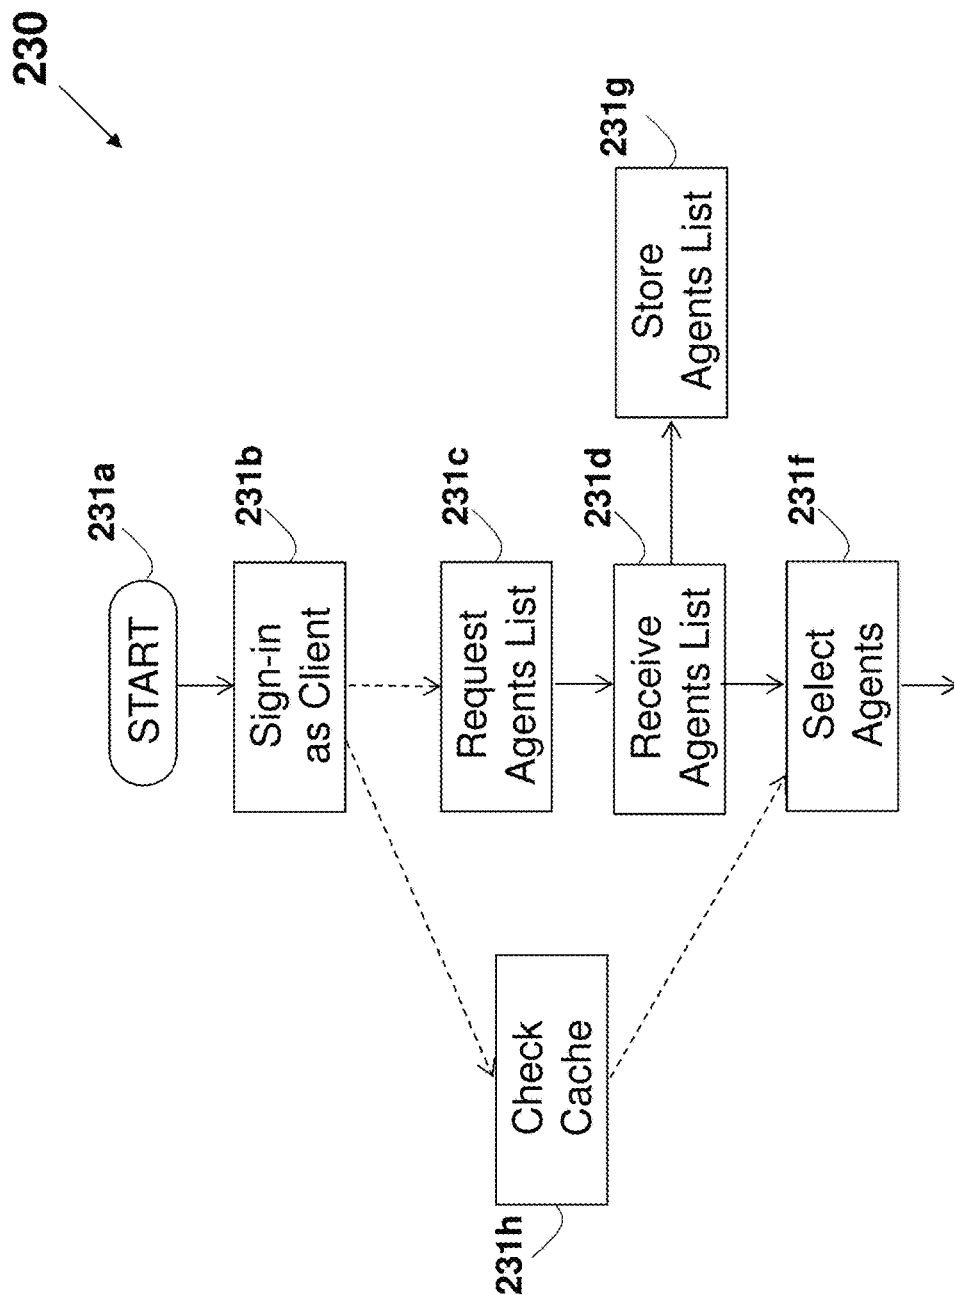 230
231a
START
231b
Sign-in
as Client
231c
Request
Agents List
231d
Receive
Agents List
231g
Store
Agents List
231f
Select
Agents
231h
Check
Cache